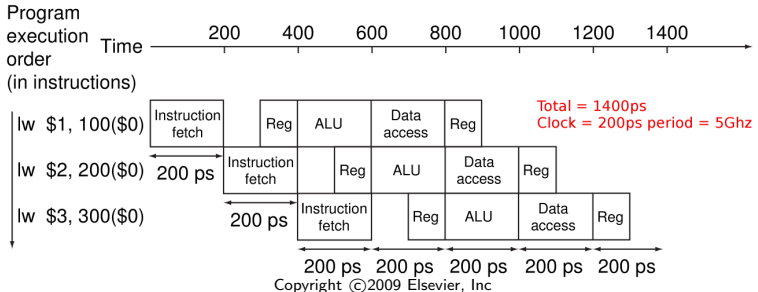 Program
execution
order
(in instructions)
Time
200 400 600 800 1000 1200 1400
Total = 1400ps
Clock = 200ps period = 5Ghz
lw $1, 100($0)
Instruction
fetch
Reg
ALU
Data
access
Reg
200 ps
lw $2, 200($0)
Instruction
fetch
Reg
ALU
Data
access
Reg
200 ps
lw $3, 300($0)
Instruction
fetch
Reg
ALU
Data
access
Reg
200 ps 200 ps 200 ps 200 ps 200 ps
Copyright ©2009 Elsevier, Inc